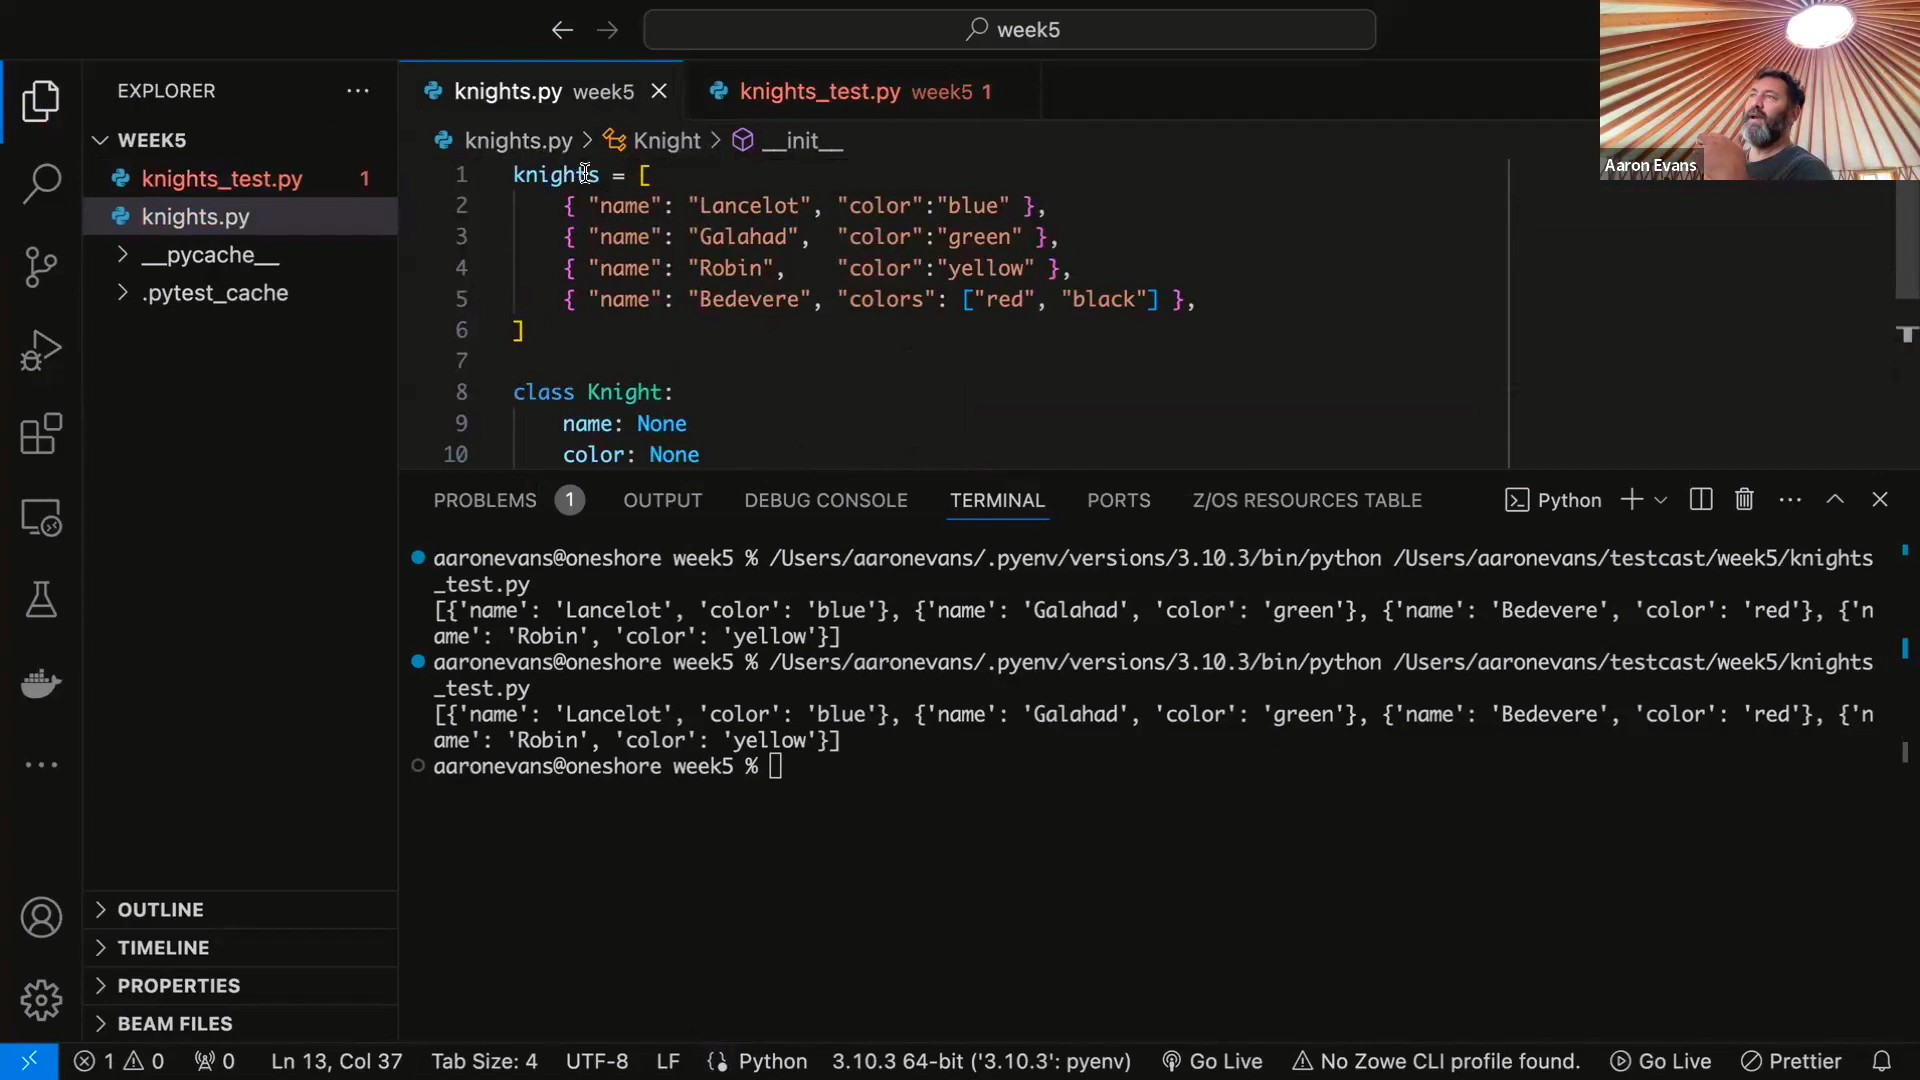 week5
Aaron Evans
EXPLORER
WEEK5
knights_test.py 1
knights.py
__pycache__
.pytest_cache
OUTLINE
TIMELINE
PROPERTIES
BEAM FILES
knights.py week5
knights_test.py week5 1
knights.py > Knight > __init__
1 knights = [
2 { "name": "Lancelot", "color":"blue" },
3 { "name": "Galahad", "color":"green" },
4 { "name": "Robin", "color":"yellow" },
5 { "name": "Bedevere", "colors": ["red", "black"] },
6 ]
7
8 class Knight:
9 name: None
10 color: None
PROBLEMS 1 OUTPUT DEBUG CONSOLE TERMINAL PORTS Z/OS RESOURCES TABLE Python
aaronevans@oneshore week5 % /Users/aaronevans/.pyenv/versions/3.10.3/bin/python /Users/aaronevans/testcast/week5/knights
_test.py
[{'name': 'Lancelot', 'color': 'blue'}, {'name': 'Galahad', 'color': 'green'}, {'name': 'Bedevere', 'color': 'red'}, {'n
ame': 'Robin', 'color': 'yellow'}]
aaronevans@oneshore week5 % /Users/aaronevans/.pyenv/versions/3.10.3/bin/python /Users/aaronevans/testcast/week5/knights
_test.py
[{'name': 'Lancelot', 'color': 'blue'}, {'name': 'Galahad', 'color': 'green'}, {'name': 'Bedevere', 'color': 'red'}, {'n
ame': 'Robin', 'color': 'yellow'}]
aaronevans@oneshore week5 %
1 0 0 Ln 13, Col 37 Tab Size: 4 UTF-8 LF Python 3.10.3 64-bit ('3.10.3': pyenv) Go Live No Zowe CLI profile found. Go Live Prettier